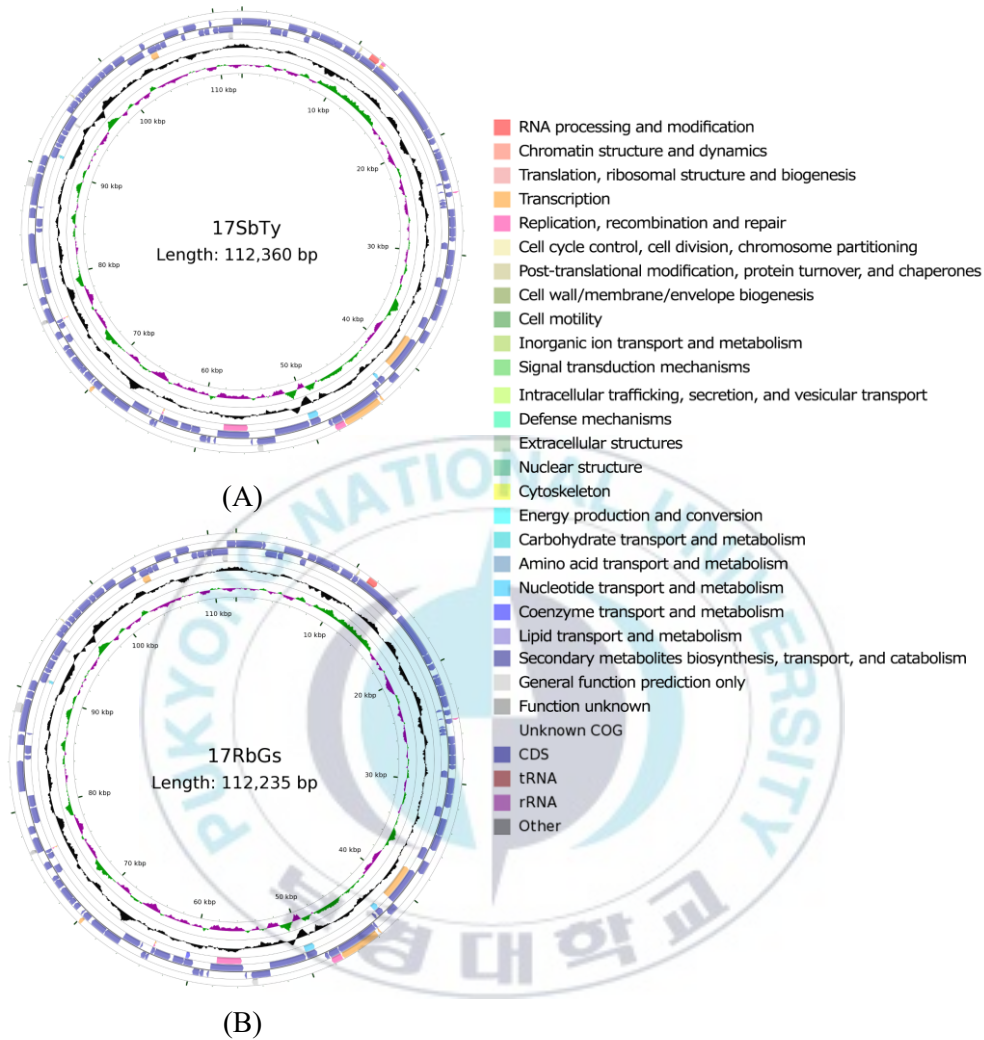 110 kbp
10 kbp
100 kbp
20 kbp
90 kbp
17SbTy
Length: 112,360 bp
30 kbp
80 kbp
40 kbp
70 kbp
50 kbp
60 kbp
(A)
110 kbp
10 kbp
100 kbp
20 kbp
90 kbp
17RbGs
Length: 112,235 bp
30 kbp
80 kbp
40 kbp
70 kbp
50 kbp
60 kbp
(B)
RNA processing and modification
Chromatin structure and dynamics
Translation, ribosomal structure and biogenesis
Transcription
Replication, recombination and repair
Cell cycle control, cell division, chromosome partitioning
Post-translational modification, protein turnover, and chaperones
Cell wall/membrane/envelope biogenesis
Cell motility
Inorganic ion transport and metabolism
Signal transduction mechanisms
Intracellular trafficking, secretion, and vesicular transport
Defense mechanisms
Extracellular structures
Nuclear structure
Cytoskeleton
Energy production and conversion
Carbohydrate transport and metabolism
Amino acid transport and metabolism
Nucleotide transport and metabolism
Coenzyme transport and metabolism
Lipid transport and metabolism
Secondary metabolites biosynthesis, transport, and catabolism
General function prediction only
Function unknown
Unknown COG
CDS
tRNA
rRNA
Other
PUKYONG NATIONAL UNIVERSITY
부경대학교